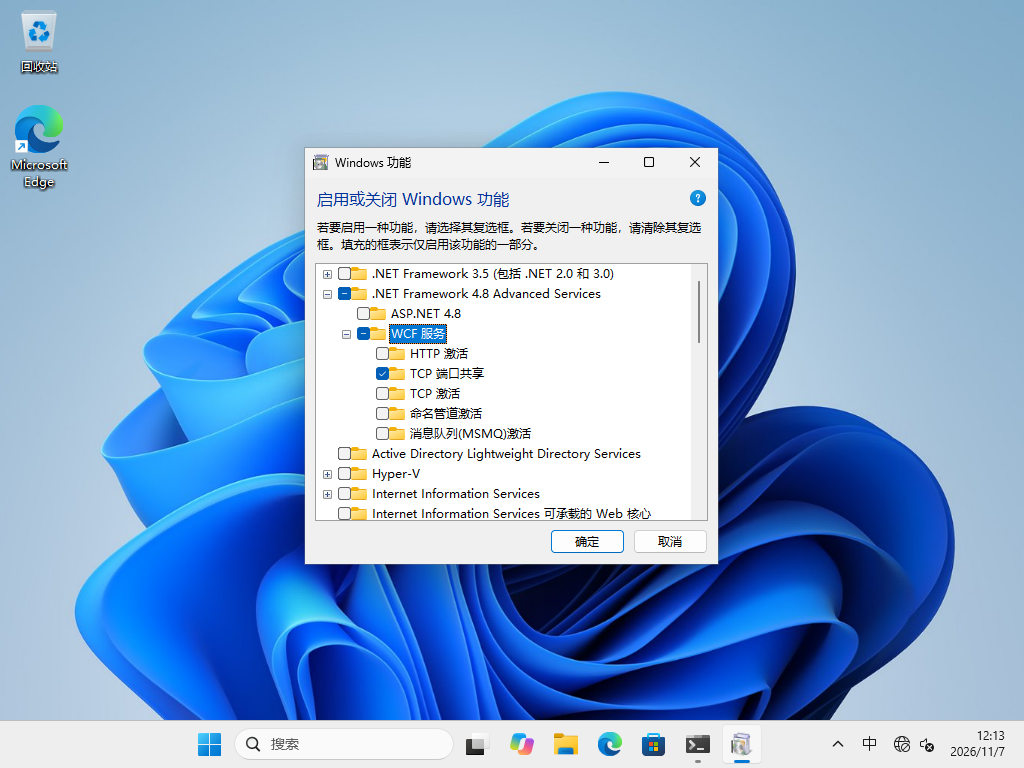 回收站
Microsoft
Edge
Windows 功能
启用或关闭 Windows 功能
若要启用一种功能，请选择其复选框。若要关闭一种功能，请清除其复选
框。填充的框表示仅启用该功能的一部分。
.NET Framework 3.5 (包括 .NET 2.0 和 3.0)
.NET Framework 4.8 Advanced Services
ASP.NET 4.8
WCF 服务
HTTP 激活
TCP 端口共享
TCP 激活
命名管道激活
消息队列(MSMQ)激活
Active Directory Lightweight Directory Services
Hyper-V
Internet Information Services
Internet Information Services 可承载的 Web 核心
确定
取消
搜索
中
12:13
2026/11/7